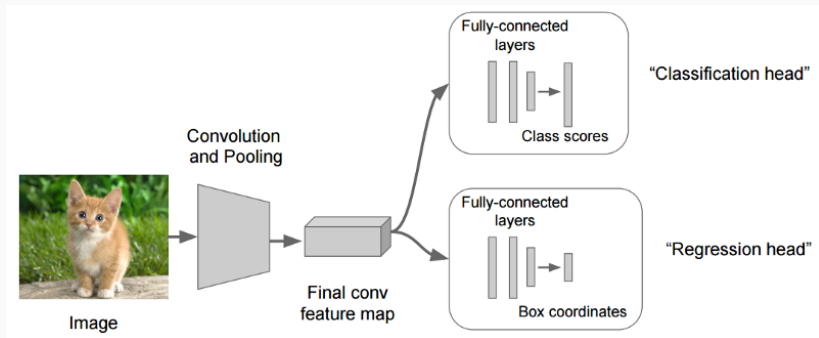 Image
Convolution
and Pooling
Final conv
feature map
Fully-connected
layers
Class scores
“Classification head”
Fully-connected
layers
Box coordinates
“Regression head”